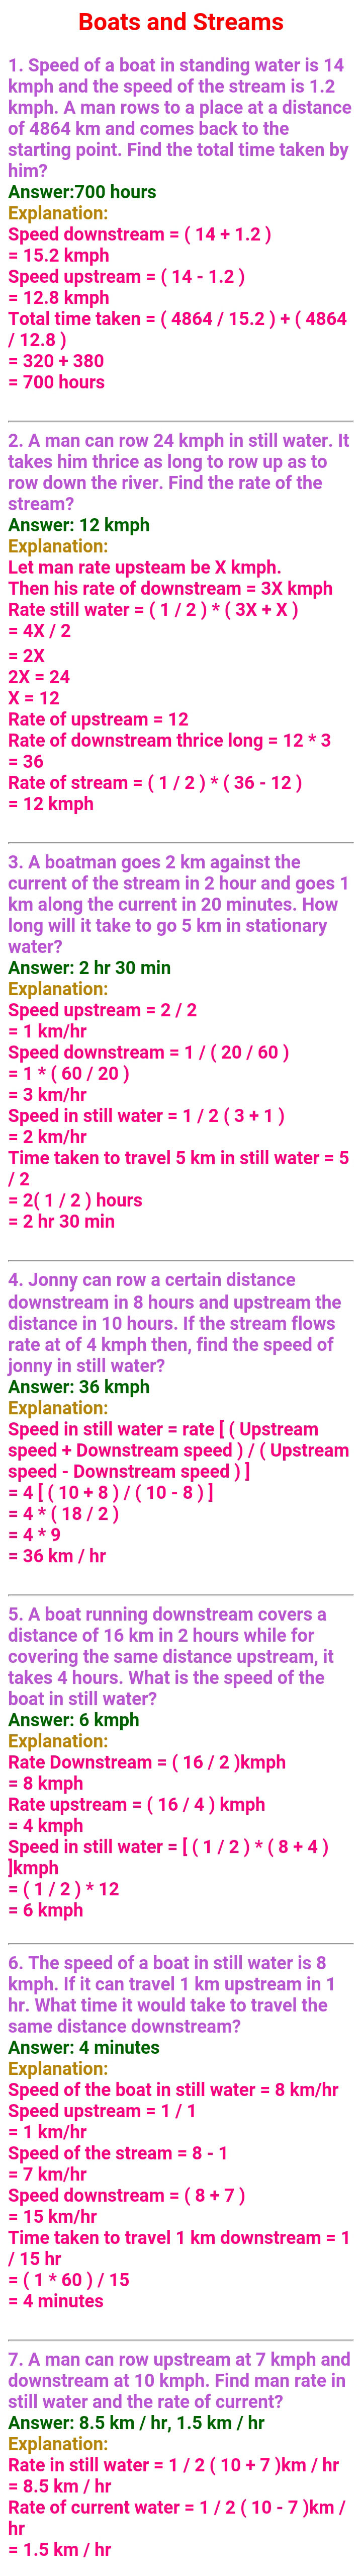 Boats and Streams
1. Speed of a boat in standing water is 14
kmph and the speed of the stream is 1.2
kmph. A man rows to a place at a distance
of 4864 km and comes back to the
starting point. Find the total time taken by
him?
Answer:700 hours
Explanation:
Speed downstream = ( 14 + 1.2 )
= 15.2 kmph
Speed upstream = ( 14 - 1.2 )
= 12.8 kmph
Total time taken = ( 4864 / 15.2 ) + ( 4864
/ 12.8 )
= 320 + 380
= 700 hours
2. A man can row 24 kmph in still water. It
takes him thrice as long to row up as to
row down the river. Find the rate of the
stream?
Answer: 12 kmph
Explanation:
Let man rate upsteam be X kmph.
Then his rate of downstream = 3X kmph
Rate still water = ( 1 / 2 ) * ( 3X + X )
= 4X / 2
= 2X
2X = 24
X = 12
Rate of upstream = 12
Rate of downstream thrice long = 12 * 3
= 36
Rate of stream = ( 1 / 2 ) * ( 36 - 12 )
= 12 kmph
3. A boatman goes 2 km against the
current of the stream in 2 hour and goes 1
km along the current in 20 minutes. How
long will it take to go 5 km in stationary
water?
Answer: 2 hr 30 min
Explanation:
Speed upstream = 2 / 2
= 1 km/hr
Speed downstream = 1 / ( 20 / 60 )
= 1 * ( 60 / 20 )
= 3 km/hr
Speed in still water = 1 / 2 ( 3 + 1 )
= 2 km/hr
Time taken to travel 5 km in still water = 5
/ 2
= 2( 1 / 2 ) hours
= 2 hr 30 min
4. Jonny can row a certain distance
downstream in 8 hours and upstream the
distance in 10 hours. If the stream flows
rate at of 4 kmph then, find the speed of
jonny in still water?
Answer: 36 kmph
Explanation:
Speed in still water = rate [ ( Upstream
speed + Downstream speed ) / ( Upstream
speed - Downstream speed ) ]
= 4 [ ( 10 + 8 ) / ( 10 - 8 ) ]
= 4 * ( 18 / 2 )
= 4 * 9
= 36 km / hr
5. A boat running downstream covers a
distance of 16 km in 2 hours while for
covering the same distance upstream, it
takes 4 hours. What is the speed of the
boat in still water?
Answer: 6 kmph
Explanation:
Rate Downstream = ( 16 / 2 )kmph
= 8 kmph
Rate upstream = ( 16 / 4 ) kmph
= 4 kmph
Speed in still water = [ ( 1 / 2 ) * ( 8 + 4 )
]kmph
= ( 1 / 2 ) * 12
= 6 kmph
6. The speed of a boat in still water is 8
kmph. If it can travel 1 km upstream in 1
hr. What time it would take to travel the
same distance downstream?
Answer: 4 minutes
Explanation:
Speed of the boat in still water = 8 km/hr
Speed upstream = 1 / 1
= 1 km/hr
Speed of the stream = 8 - 1
= 7 km/hr
Speed downstream = ( 8 + 7 )
= 15 km/hr
Time taken to travel 1 km downstream = 1
/ 15 hr
= ( 1 * 60 ) / 15
= 4 minutes
7. A man can row upstream at 7 kmph and
downstream at 10 kmph. Find man rate in
still water and the rate of current?
Answer: 8.5 km / hr, 1.5 km / hr
Explanation:
Rate in still water = 1 / 2 ( 10 + 7 )km / hr
= 8.5 km / hr
Rate of current water = 1 / 2 ( 10 - 7 )km /
hr
= 1.5 km / hr